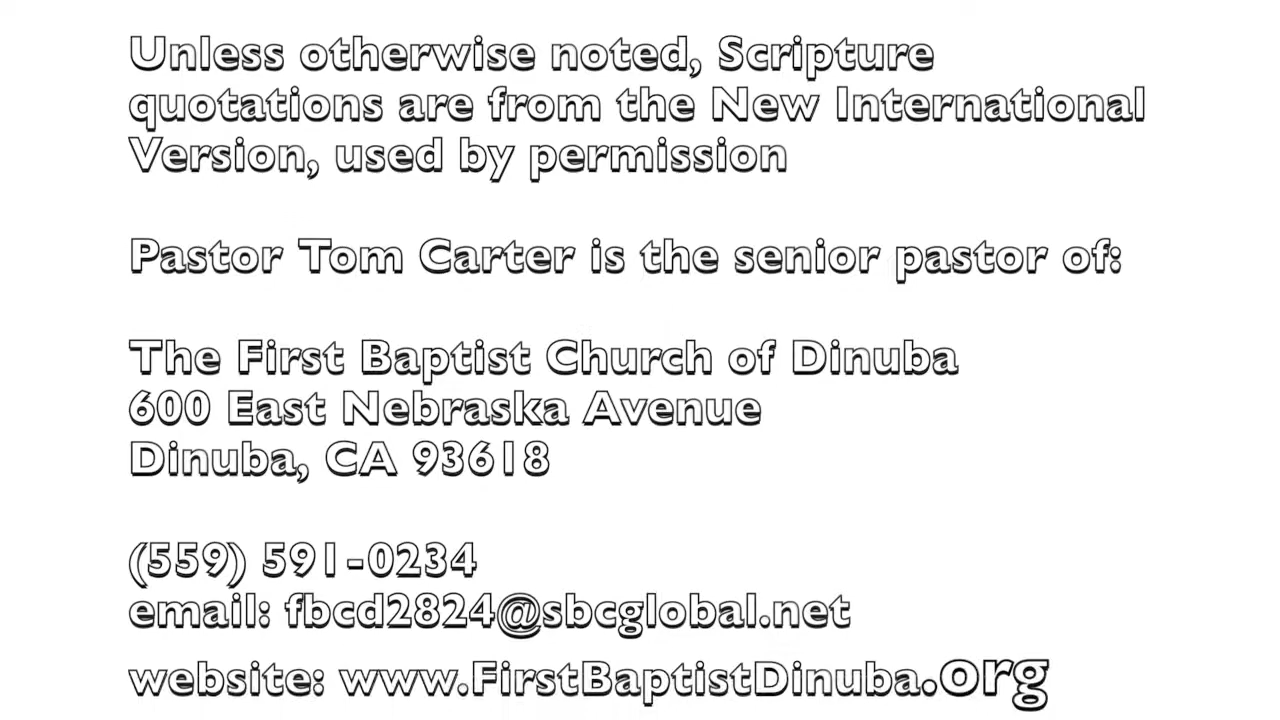 Unless otherwise noted, Scripture
quotations are from the New International
Version, used by permission
Pastor Tom Carter is the senior pastor of:
The First Baptist Church of Dinuba
600 East Nebraska Avenue
Dinuba, CA 93618
(559) 591-0234
email: fbcd2824@sbcglobal.net
website: www.FirstBaptistDinuba.org